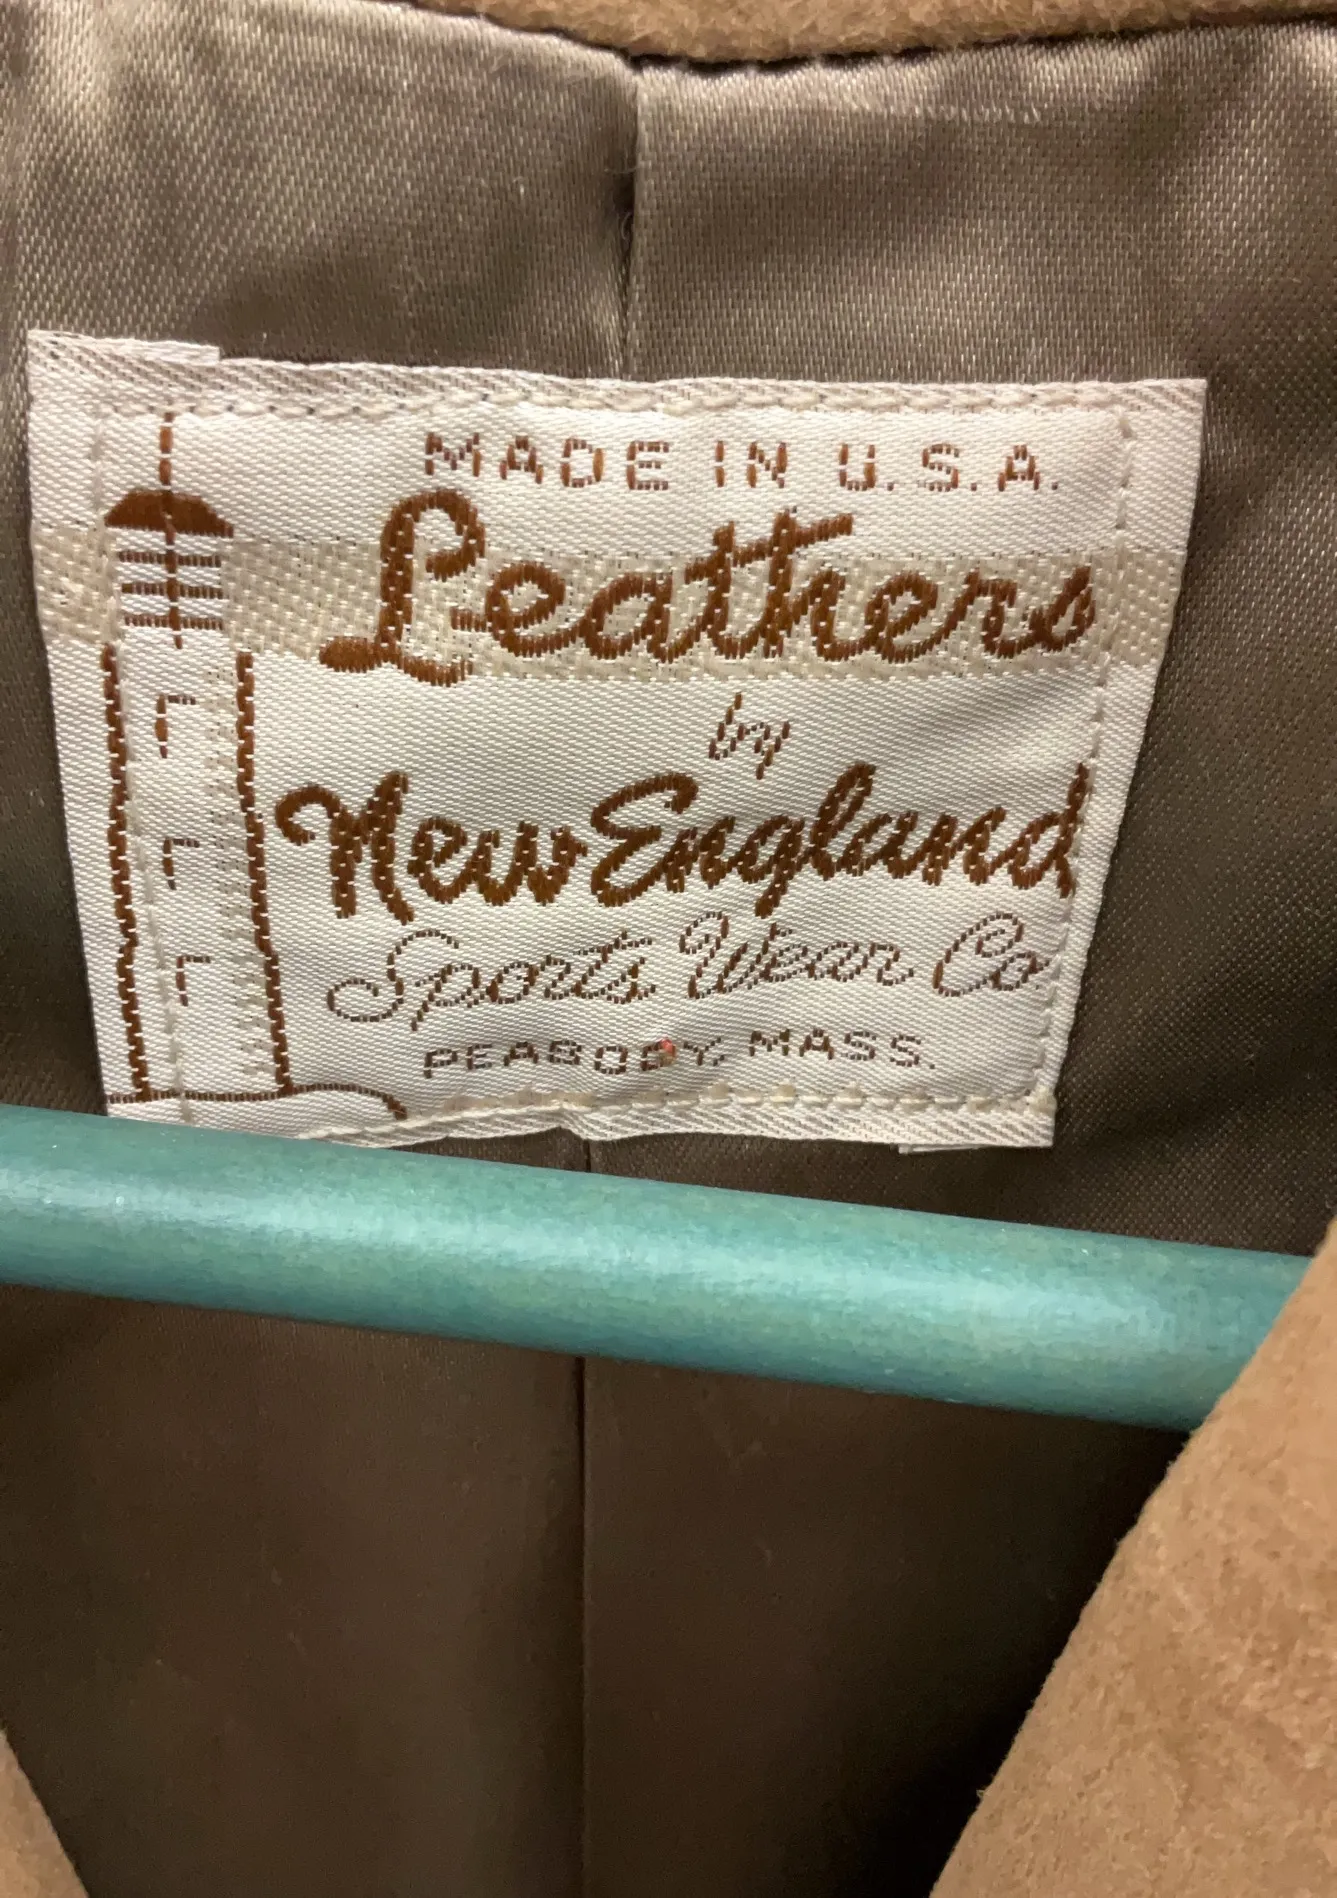 MADE IN U.S.A.
Leathers
by
New England
Sports Wear Co.
PEABODY, MASS.